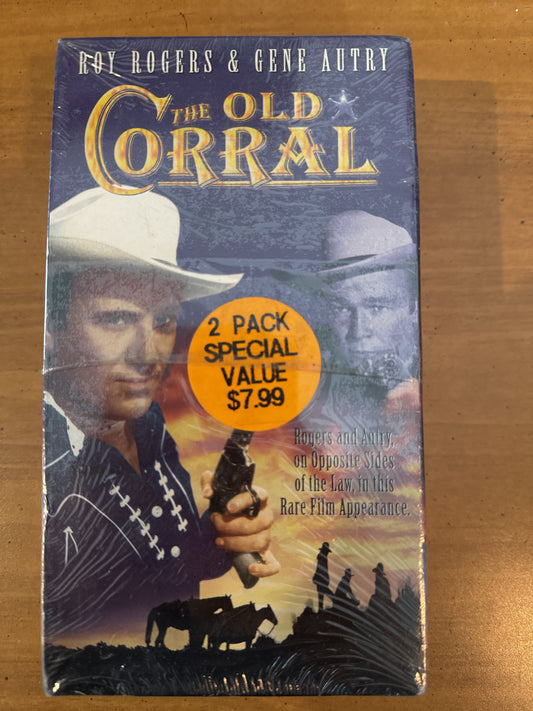 ROY ROGERS & GENE AUTRY
THE OLD
CORRAL
2 PACK
SPECIAL
VALUE
$7.99
Rogers and Autry,
on Opposite Sides
of the Law, in this
Rare Film Appearance.